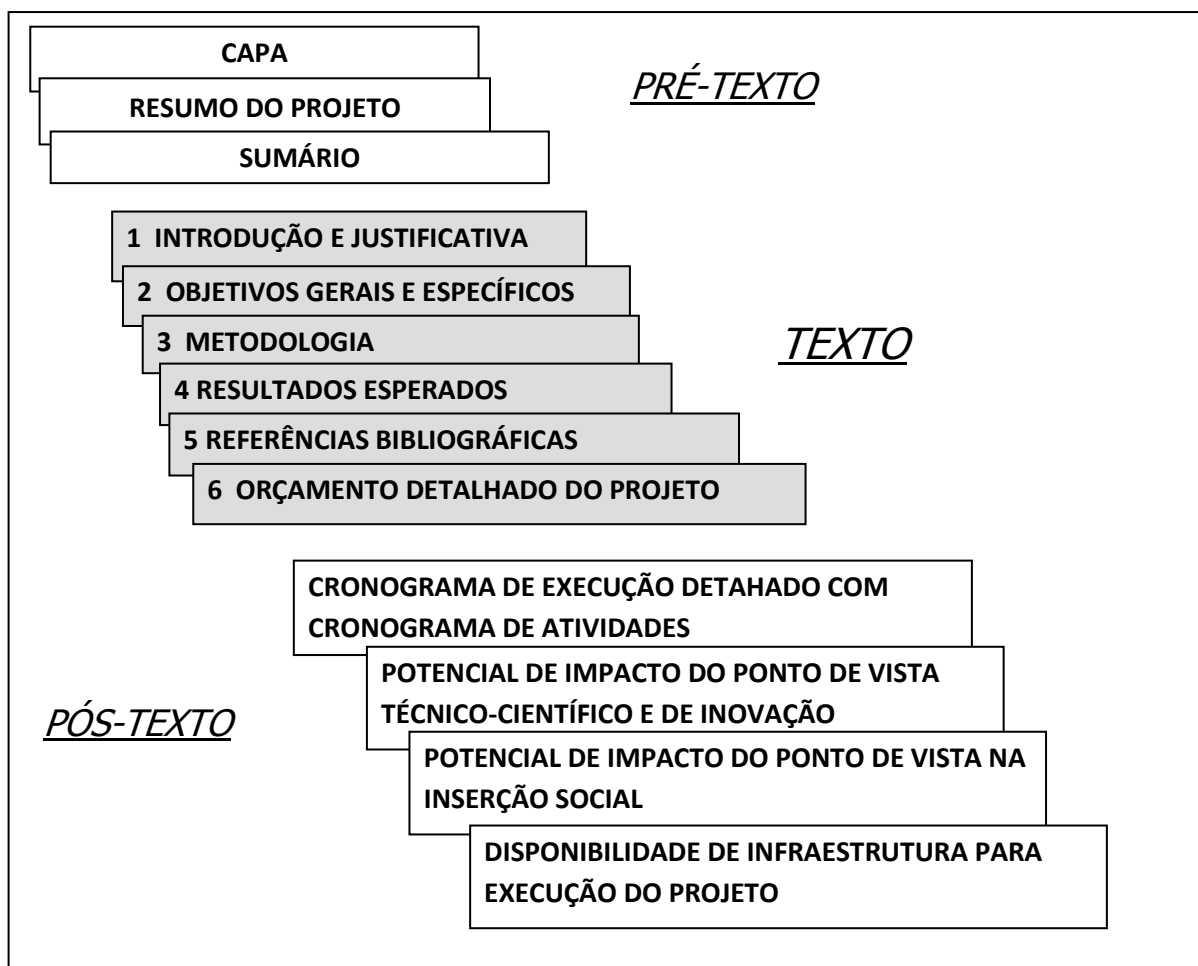 CAPA
PRÉ-TEXTO
RESUMO DO PROJETO
SUMÁRIO
1 INTRODUÇÃO E JUSTIFICATIVA
2 OBJETIVOS GERAIS E ESPECÍFICOS
3 METODOLOGIA
TEXTO
4 RESULTADOS ESPERADOS
5 REFERÊNCIAS BIBLIOGRÁFICAS
6 ORÇAMENTO DETALHADO DO PROJETO
CRONOGRAMA DE EXECUÇÃO DETAHADO COM
CRONOGRAMA DE ATIVIDADES
POTENCIAL DE IMPACTO DO PONTO DE VISTA
TÉCNICO-CIENTÍFICO E DE INOVAÇÃO
PÓS-TEXTO
POTENCIAL DE IMPACTO DO PONTO DE VISTA NA
INSERÇÃO SOCIAL
DISPONIBILIDADE DE INFRAESTRUTURA PARA
EXECUÇÃO DO PROJETO